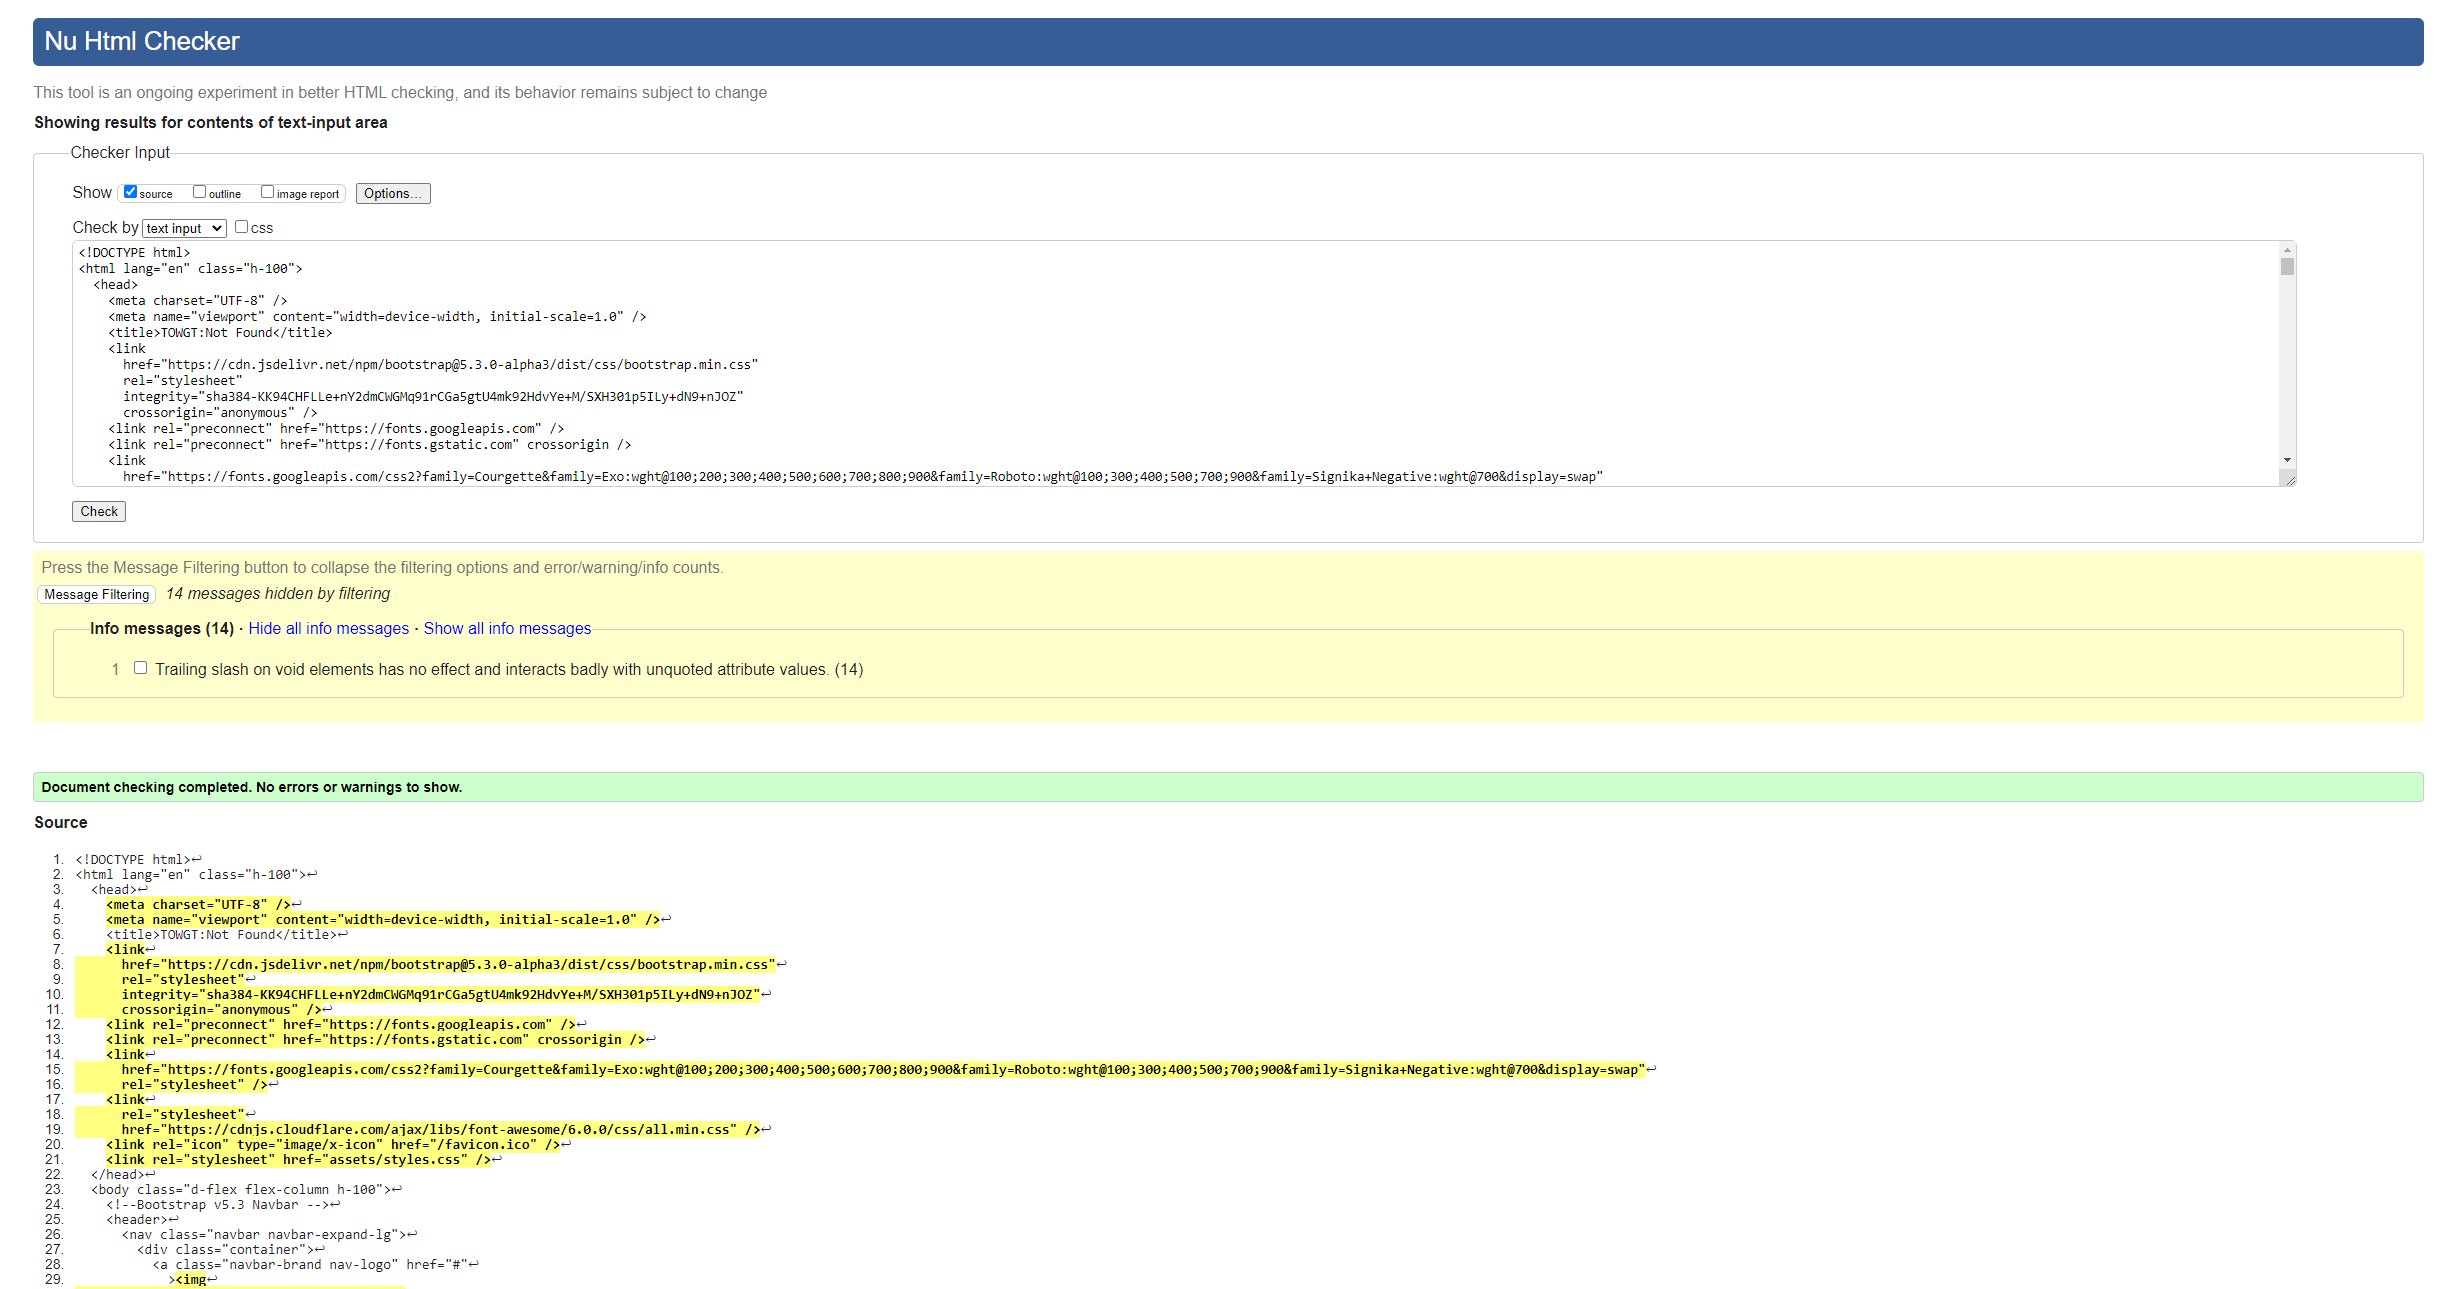 Nu Html Checker
This tool is an ongoing experiment in better HTML checking, and its behavior remains subject to change
Showing results for contents of text-input area
Checker Input
Show source outline image report Options...
Check by text input css
<!DOCTYPE html>
<html lang="en" class="h-100">
<head>
<meta charset="UTF-8" />
<meta name="viewport" content="width=device-width, initial-scale=1.0" />
<title>TOWGT:Not Found</title>
<link
href="https://cdn.jsdelivr.net/npm/bootstrap@5.3.0-alpha3/dist/css/bootstrap.min.css"
rel="stylesheet"
integrity="sha384-KK94CHFLLe+nY2dmCWGMq91rCGa5gtU4mk92HdvYe+M/SXH301p5ILy+dN9+nJOZ"
crossorigin="anonymous" />
<link rel="preconnect" href="https://fonts.googleapis.com" />
<link rel="preconnect" href="https://fonts.gstatic.com" crossorigin />
<link
href="https://fonts.googleapis.com/css2?family=Courgette&family=Exo:wght@100;200;300;400;500;600;700;800;900&family=Roboto:wght@100;300;400;500;700;900&family=Signika+Negative:wght@700&display=swap"
Check
Press the Message Filtering button to collapse the filtering options and error/warning/info counts.
Message Filtering 14 messages hidden by filtering
Info messages (14) · Hide all info messages · Show all info messages
1 Trailing slash on void elements has no effect and interacts badly with unquoted attribute values. (14)
Document checking completed. No errors or warnings to show.
Source
1. <!DOCTYPE html>↩
2. <html lang="en" class="h-100">↩
3. <head>↩
4. <meta charset="UTF-8" />↩
5. <meta name="viewport" content="width=device-width, initial-scale=1.0" />↩
6. <title>TOWGT:Not Found</title>↩
7. <link↩
8. href="https://cdn.jsdelivr.net/npm/bootstrap@5.3.0-alpha3/dist/css/bootstrap.min.css"↩
9. rel="stylesheet"↩
10. integrity="sha384-KK94CHFLLe+nY2dmCWGMq91rCGa5gtU4mk92HdvYe+M/SXH301p5ILy+dN9+nJOZ"↩
11. crossorigin="anonymous" />↩
12. <link rel="preconnect" href="https://fonts.googleapis.com" />↩
13. <link rel="preconnect" href="https://fonts.gstatic.com" crossorigin />↩
14. <link↩
15. href="https://fonts.googleapis.com/css2?family=Courgette&family=Exo:wght@100;200;300;400;500;600;700;800;900&family=Roboto:wght@100;300;400;500;700;900&family=Signika+Negative:wght@700&display=swap"↩
16. rel="stylesheet" />↩
17. <link↩
18. rel="stylesheet"↩
19. href="https://cdnjs.cloudflare.com/ajax/libs/font-awesome/6.0.0/css/all.min.css" />↩
20. <link rel="icon" type="image/x-icon" href="/favicon.ico" />↩
21. <link rel="stylesheet" href="assets/styles.css" />↩
22. </head>↩
23. <body class="d-flex flex-column h-100">↩
24. <!--Bootstrap v5.3 Navbar -->↩
25. <header>↩
26. <nav class="navbar navbar-expand-lg">↩
27. <div class="container">↩
28. <a class="navbar-brand nav-logo" href="#"↩
29. ><img↩